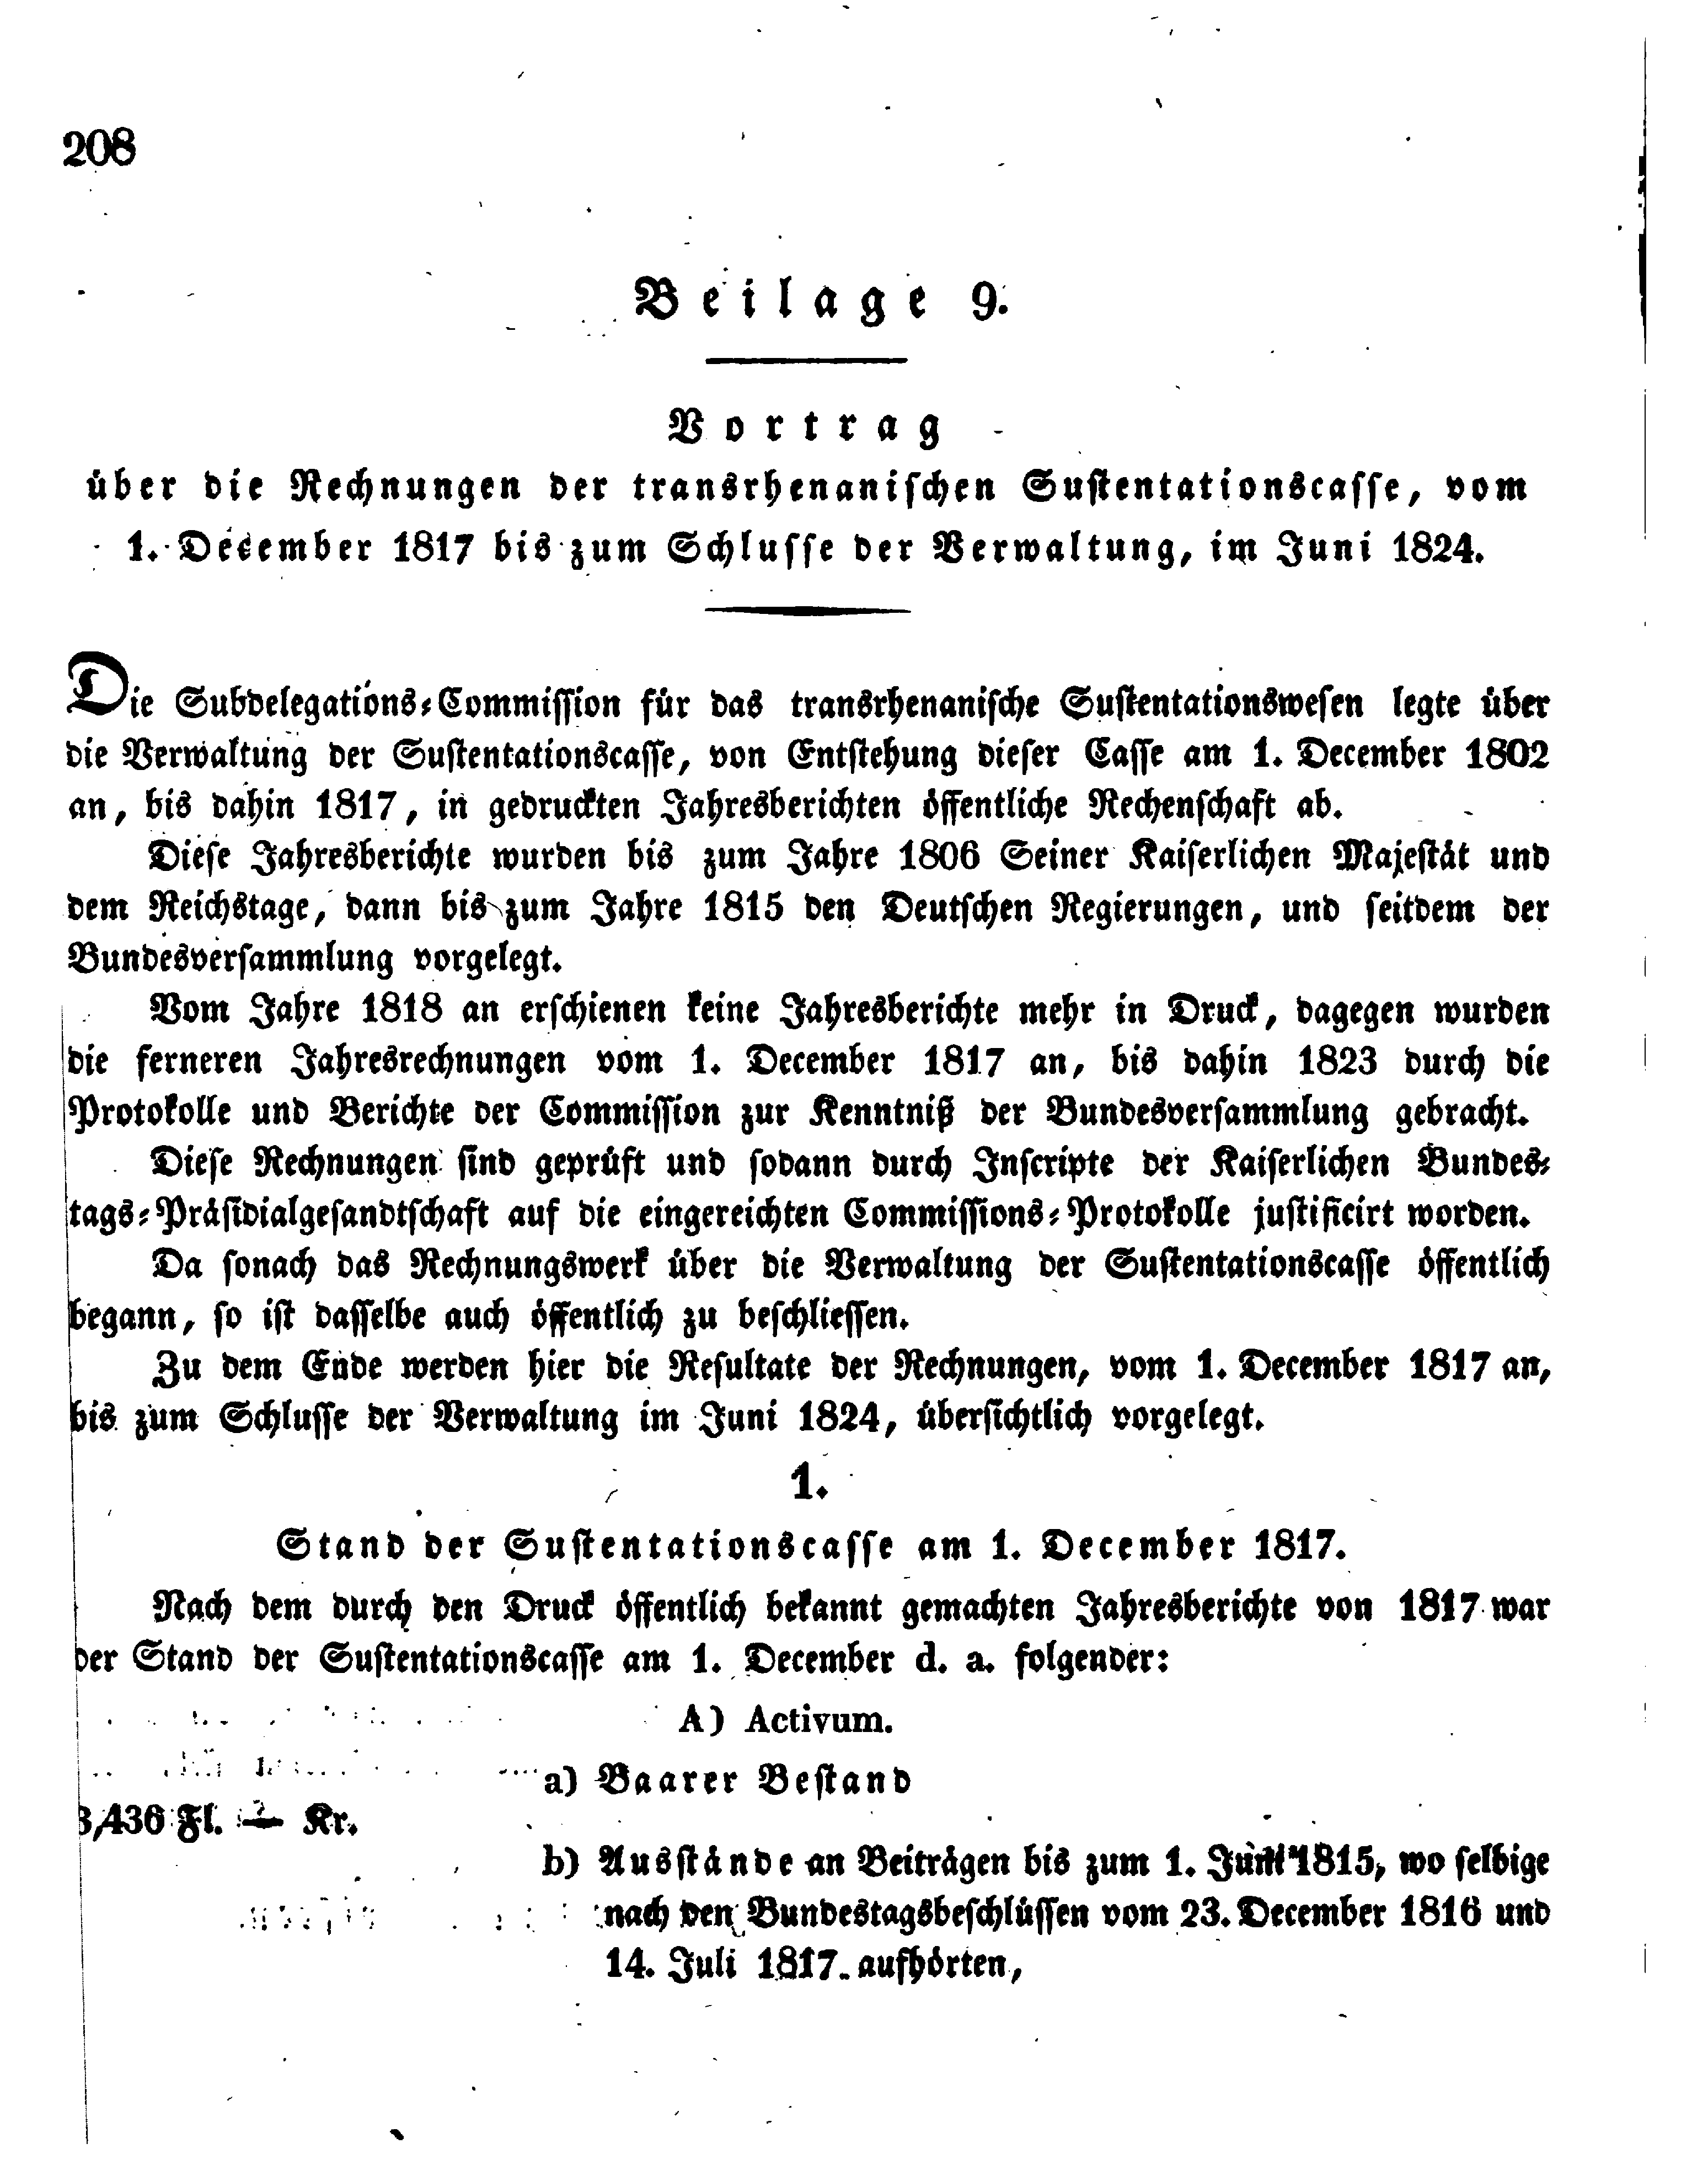 208
Beilage 9.
Vortrag
über die Rechnungen der transrhenanischen Sustentationscasse, vom
1. December 1817 bis zum Schlusse der Verwaltung, im Juni 1824.
Die Subdelegations-Commission für das transrhenanische Sustentationswesen legte über
die Verwaltung der Sustentationscasse, von Entstehung dieser Casse am 1. December 1802
an, bis dahin 1817, in gedruckten Jahresberichten öffentliche Rechenschaft ab.
Diese Jahresberichte wurden bis zum Jahre 1806 Seiner Kaiserlichen Majestät und
dem Reichstage, dann bis zum Jahre 1815 den Deutschen Regierungen, und seitdem der
Bundesversammlung vorgelegt.
Vom Jahre 1818 an erschienen keine Jahresberichte mehr in Druck, dagegen wurden
die ferneren Jahresrechnungen vom 1. December 1817 an, bis dahin 1823 durch die
Protokolle und Berichte der Commission zur Kenntniß der Bundesversammlung gebracht.
Diese Rechnungen sind geprüft und sodann durch Inscripte der Kaiserlichen Bundes-
tags-Präsidialgesandtschaft auf die eingereichten Commissions-Protokolle justificirt worden.
Da sonach das Rechnungswerk über die Verwaltung der Sustentationscasse öffentlich
begann, so ist dasselbe auch öffentlich zu beschliessen.
Zu dem Ende werden hier die Resultate der Rechnungen, vom 1. December 1817 an,
bis zum Schlusse der Verwaltung im Juni 1824, übersichtlich vorgelegt.
1.
Stand der Sustentationscasse am 1. December 1817.
Nach dem durch den Druck öffentlich bekannt gemachten Jahresberichte von 1817 war
der Stand der Sustentationscasse am 1. December d. a. folgender:
A) Activum.
a) Baarer Bestand
3,436 Fl. — Kr.
b) Ausstände an Beiträgen bis zum 1. Juni 1815, wo selbige
nach den Bundestagsbeschlüssen vom 23. December 1816 und
14. Juli 1817 aufhörten,